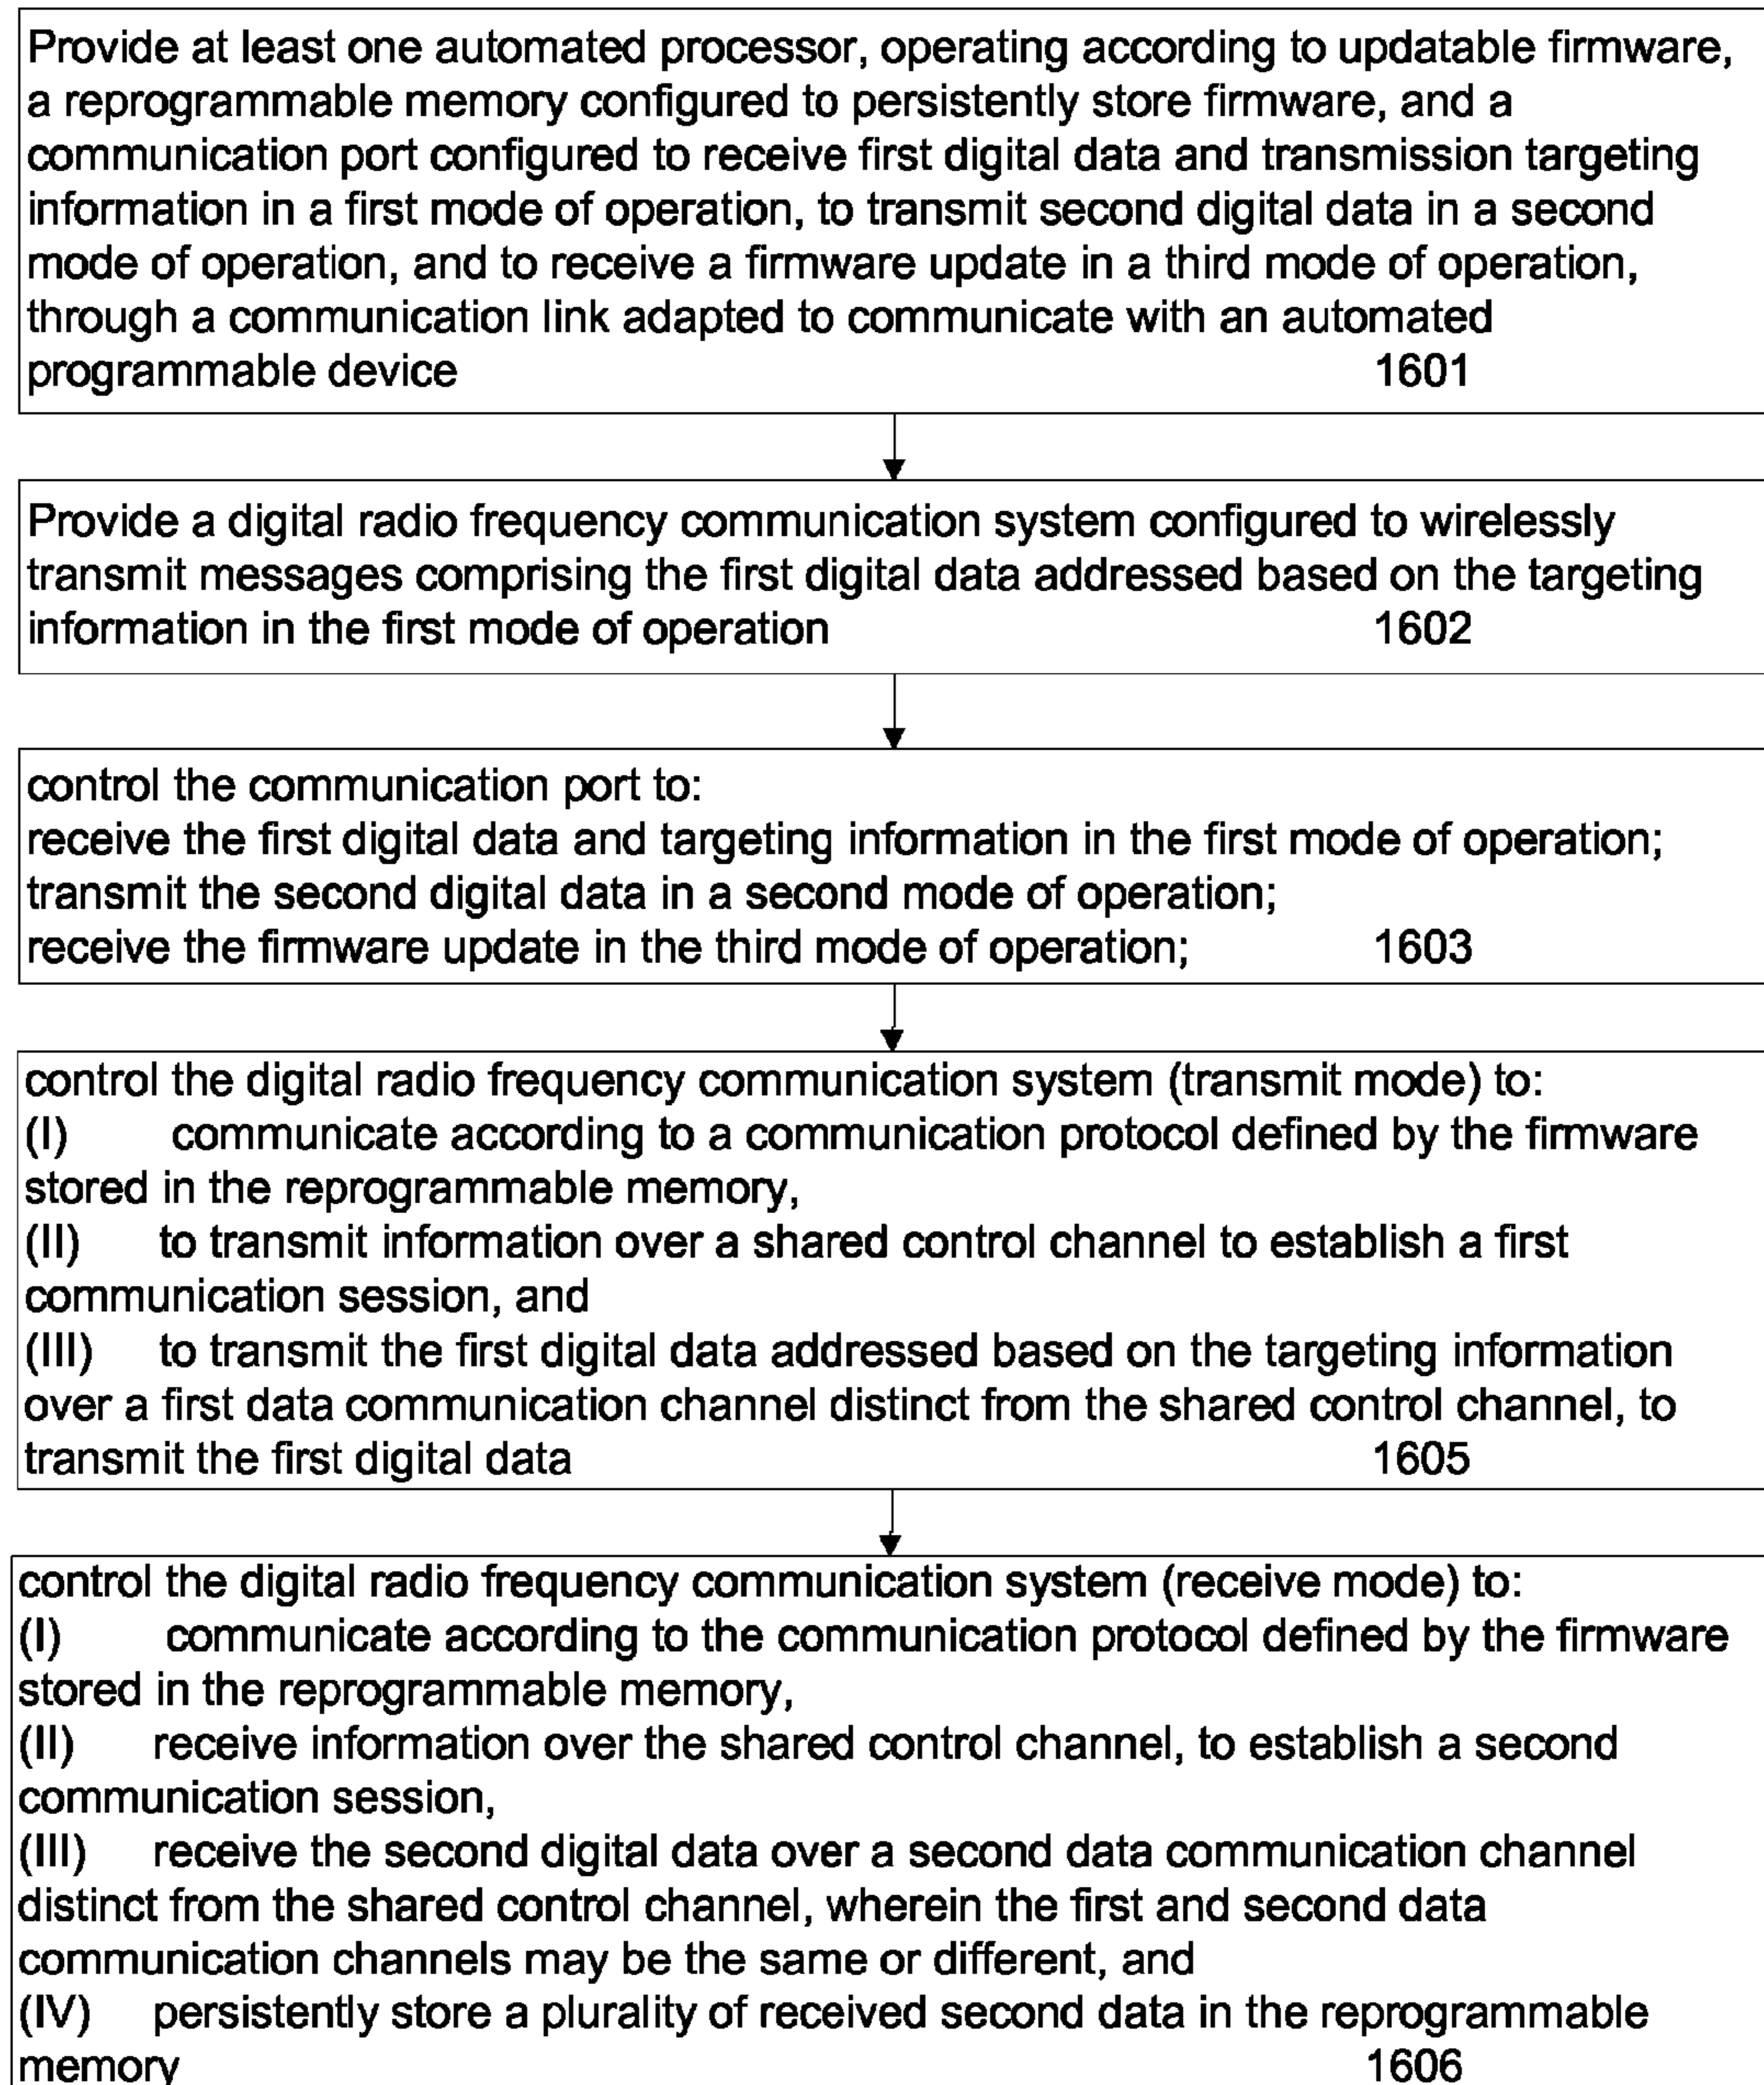 Provide at least one automated processor, operating according to updatable firmware,
a reprogrammable memory configured to persistently store firmware, and a
communication port configured to receive first digital data and transmission targeting
information in a first mode of operation, to transmit second digital data in a second
mode of operation, and to receive a firmware update in a third mode of operation,
through a communication link adapted to communicate with an automated
programmable device 1601
Provide a digital radio frequency communication system configured to wirelessly
transmit messages comprising the first digital data addressed based on the targeting
information in the first mode of operation 1602
control the communication port to:
receive the first digital data and targeting information in the first mode of operation;
transmit the second digital data in a second mode of operation;
receive the firmware update in the third mode of operation; 1603
control the digital radio frequency communication system (transmit mode) to:
(I) communicate according to a communication protocol defined by the firmware
stored in the reprogrammable memory,
(II) to transmit information over a shared control channel to establish a first
communication session, and
(III) to transmit the first digital data addressed based on the targeting information
over a first data communication channel distinct from the shared control channel, to
transmit the first digital data 1605
control the digital radio frequency communication system (receive mode) to:
(I) communicate according to the communication protocol defined by the firmware
stored in the reprogrammable memory,
(II) receive information over the shared control channel, to establish a second
communication session,
(III) receive the second digital data over a second data communication channel
distinct from the shared control channel, wherein the first and second data
communication channels may be the same or different, and
(IV) persistently store a plurality of received second data in the reprogrammable
memory 1606